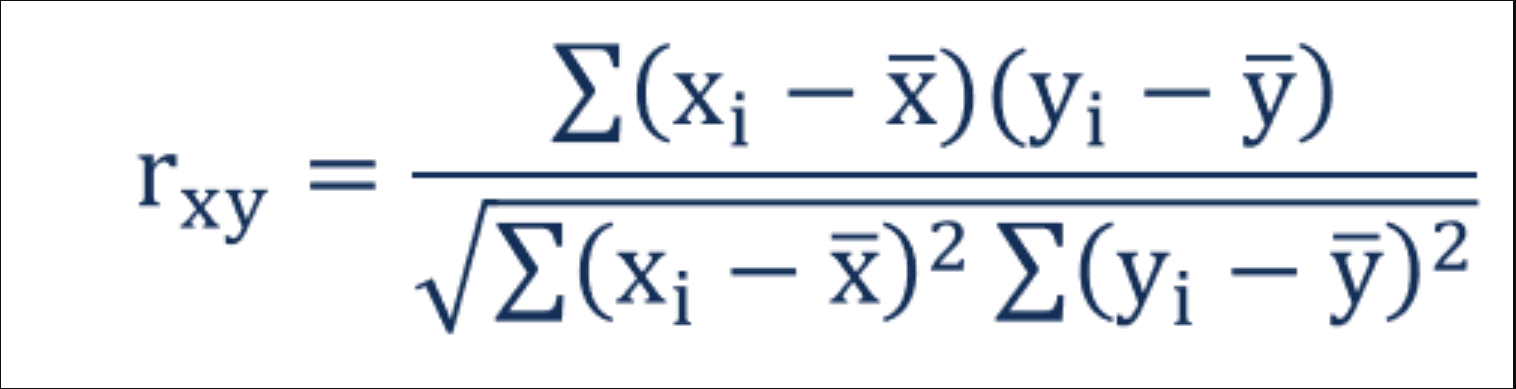 r_xy = ∑(x_i − x̄)(y_i − ȳ) / √(∑(x_i − x̄)² ∑(y_i − ȳ)²)